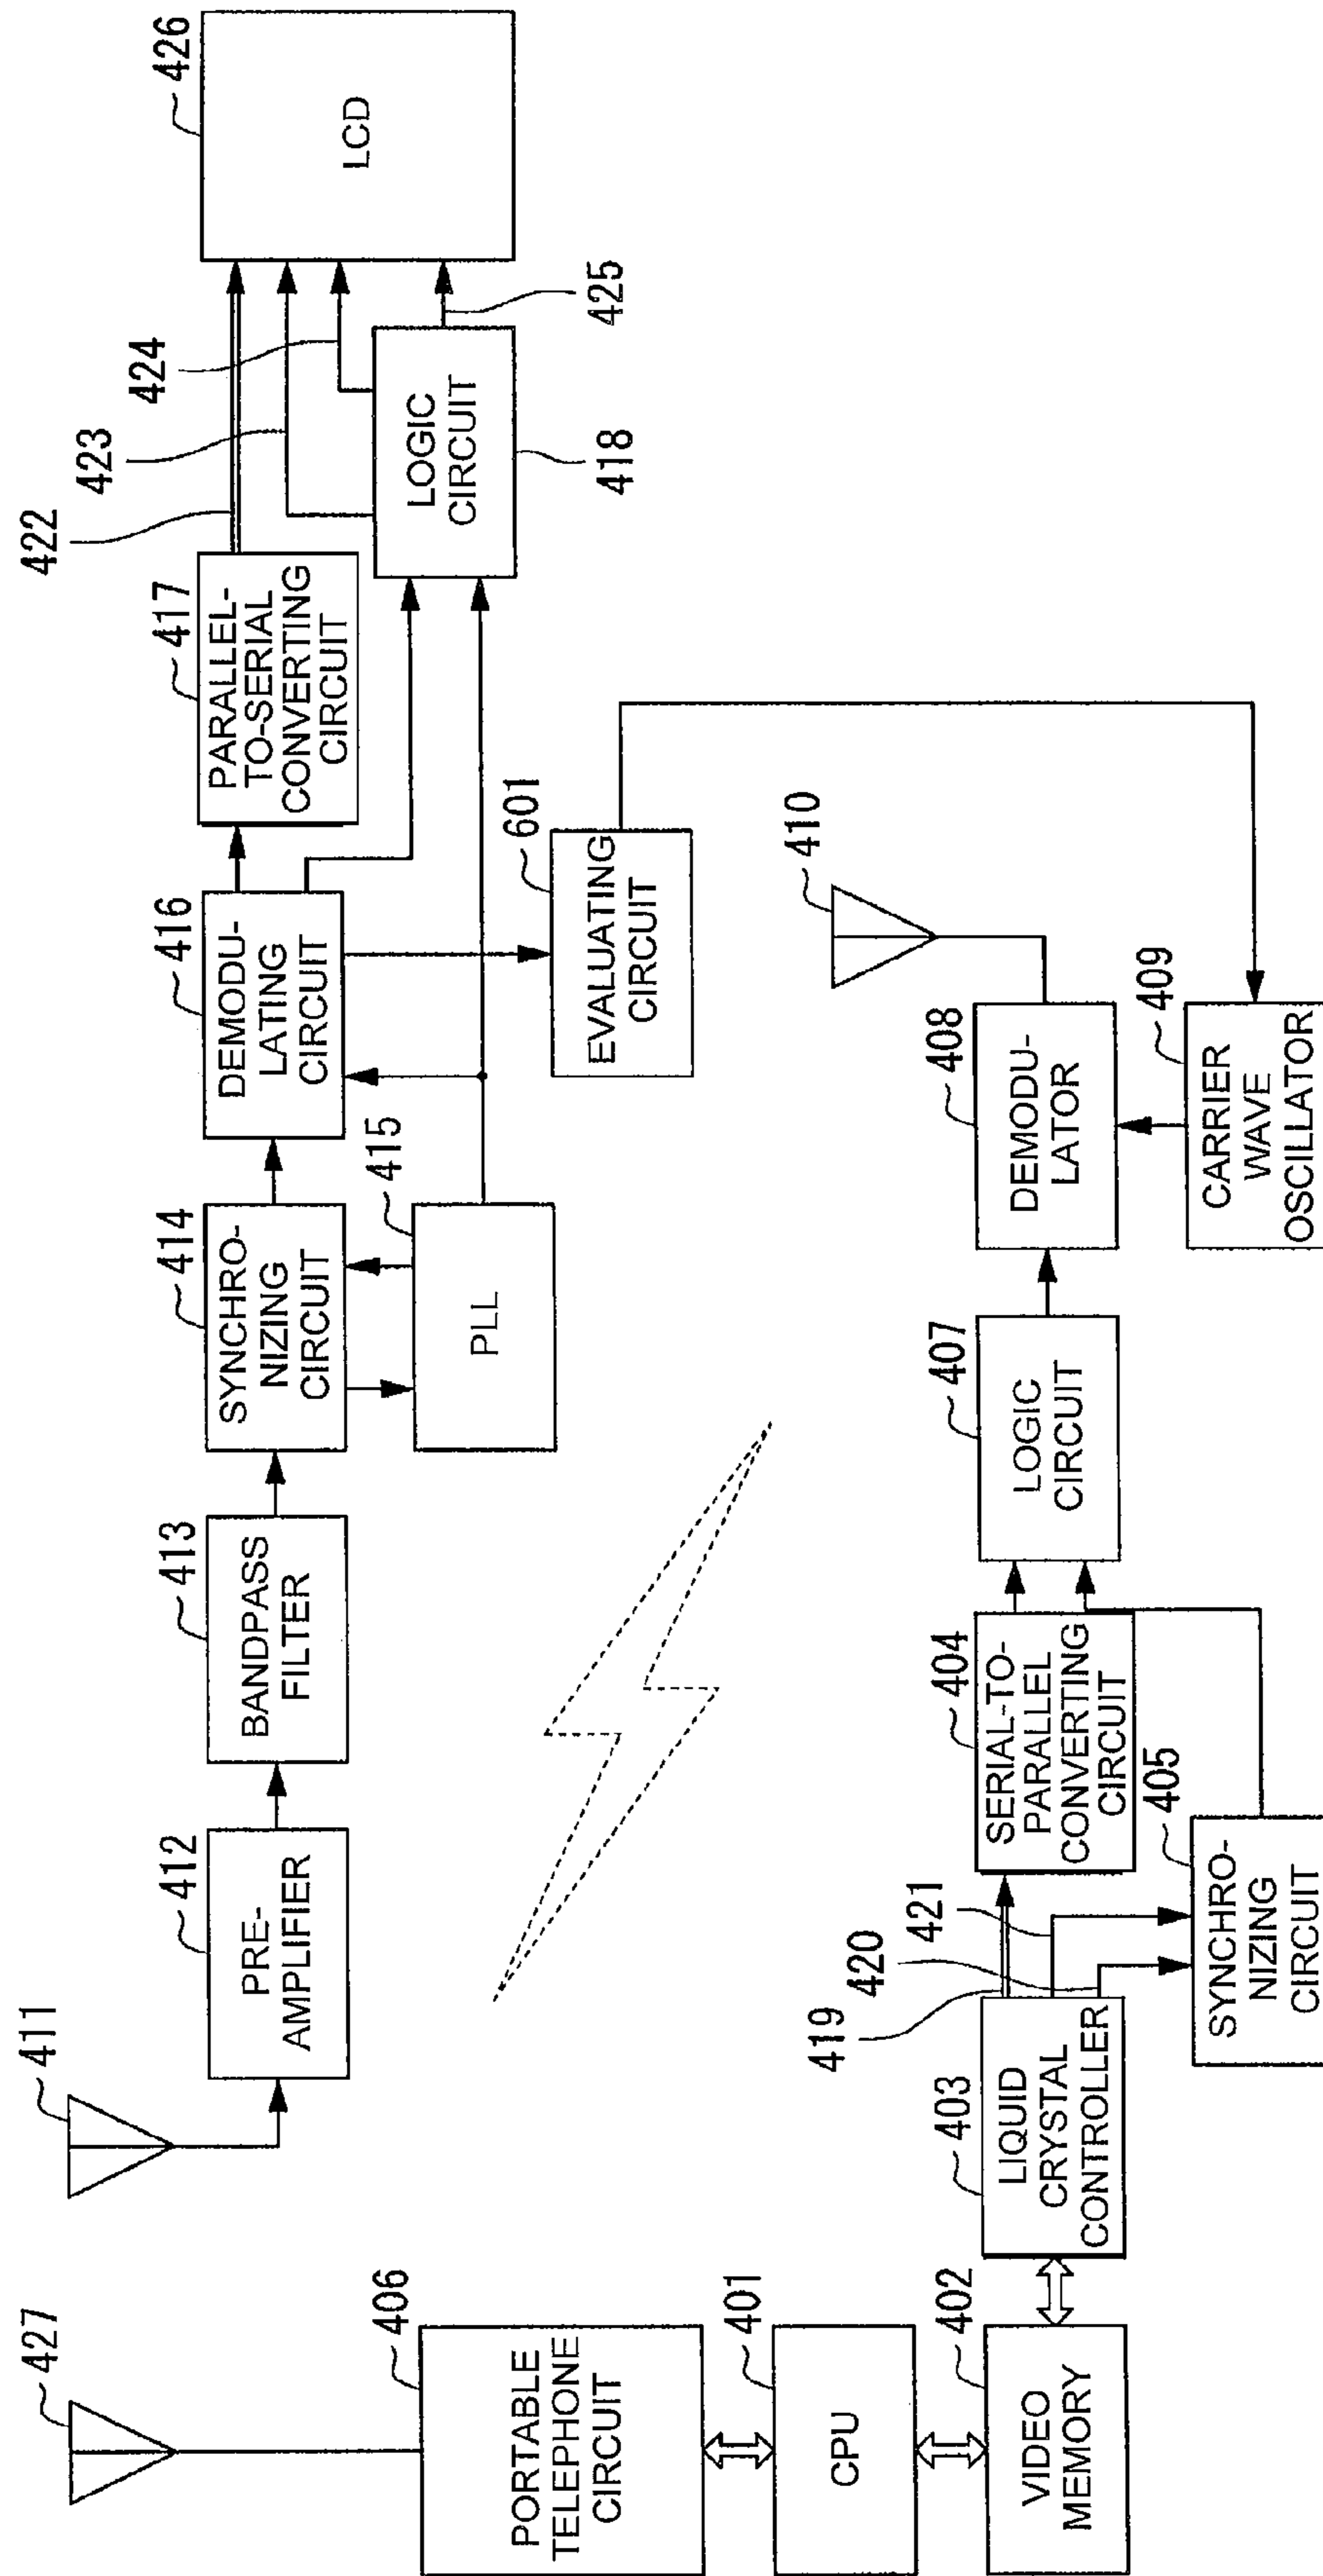 427
PORTABLE
TELEPHONE
CIRCUIT
406
CPU
401
VIDEO
MEMORY
402
411
PRE-
AMPLIFIER
412
BANDPASS
FILTER
413
SYNCHRO-
NIZING
CIRCUIT
414
PLL
415
DEMODU-
LATING
CIRCUIT
416
PARALLEL-
TO-SERIAL
CONVERTING
CIRCUIT
417
422
423
424
LOGIC
CIRCUIT
418
425
LCD
426
EVALUATING
CIRCUIT
601
LIQUID
CRYSTAL
CONTROLLER
403
419
420
421
SERIAL-TO-
PARALLEL
CONVERTING
CIRCUIT
404
SYNCHRO-
NIZING
CIRCUIT
405
LOGIC
CIRCUIT
407
DEMODU-
LATOR
408
CARRIER
WAVE
OSCILLATOR
409
410